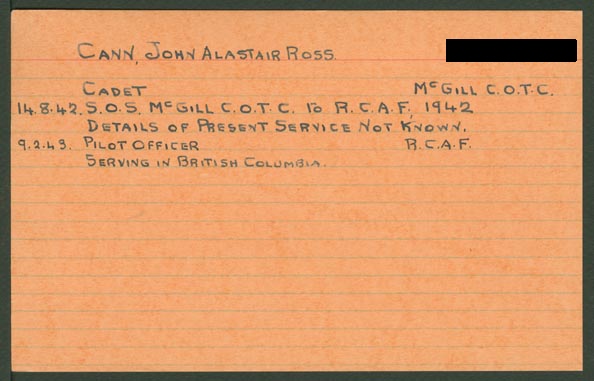 CANN, JOHN ALASTAIR ROSS.
CADET McGILL C.O.T.C.
14.8.42. S.O.S. McGILL C.O.T.C. TO R.C.A.F., 1942
DETAILS OF PRESENT SERVICE NOT KNOWN.
9.2.43. PILOT OFFICER R.C.A.F.
SERVING IN BRITISH COLUMBIA.